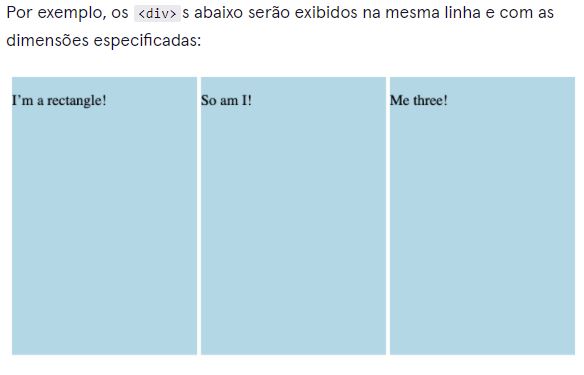 Por exemplo, os <div> s abaixo serão exibidos na mesma linha e com as
dimensões especificadas:
I'm a rectangle! So am I! Me three!